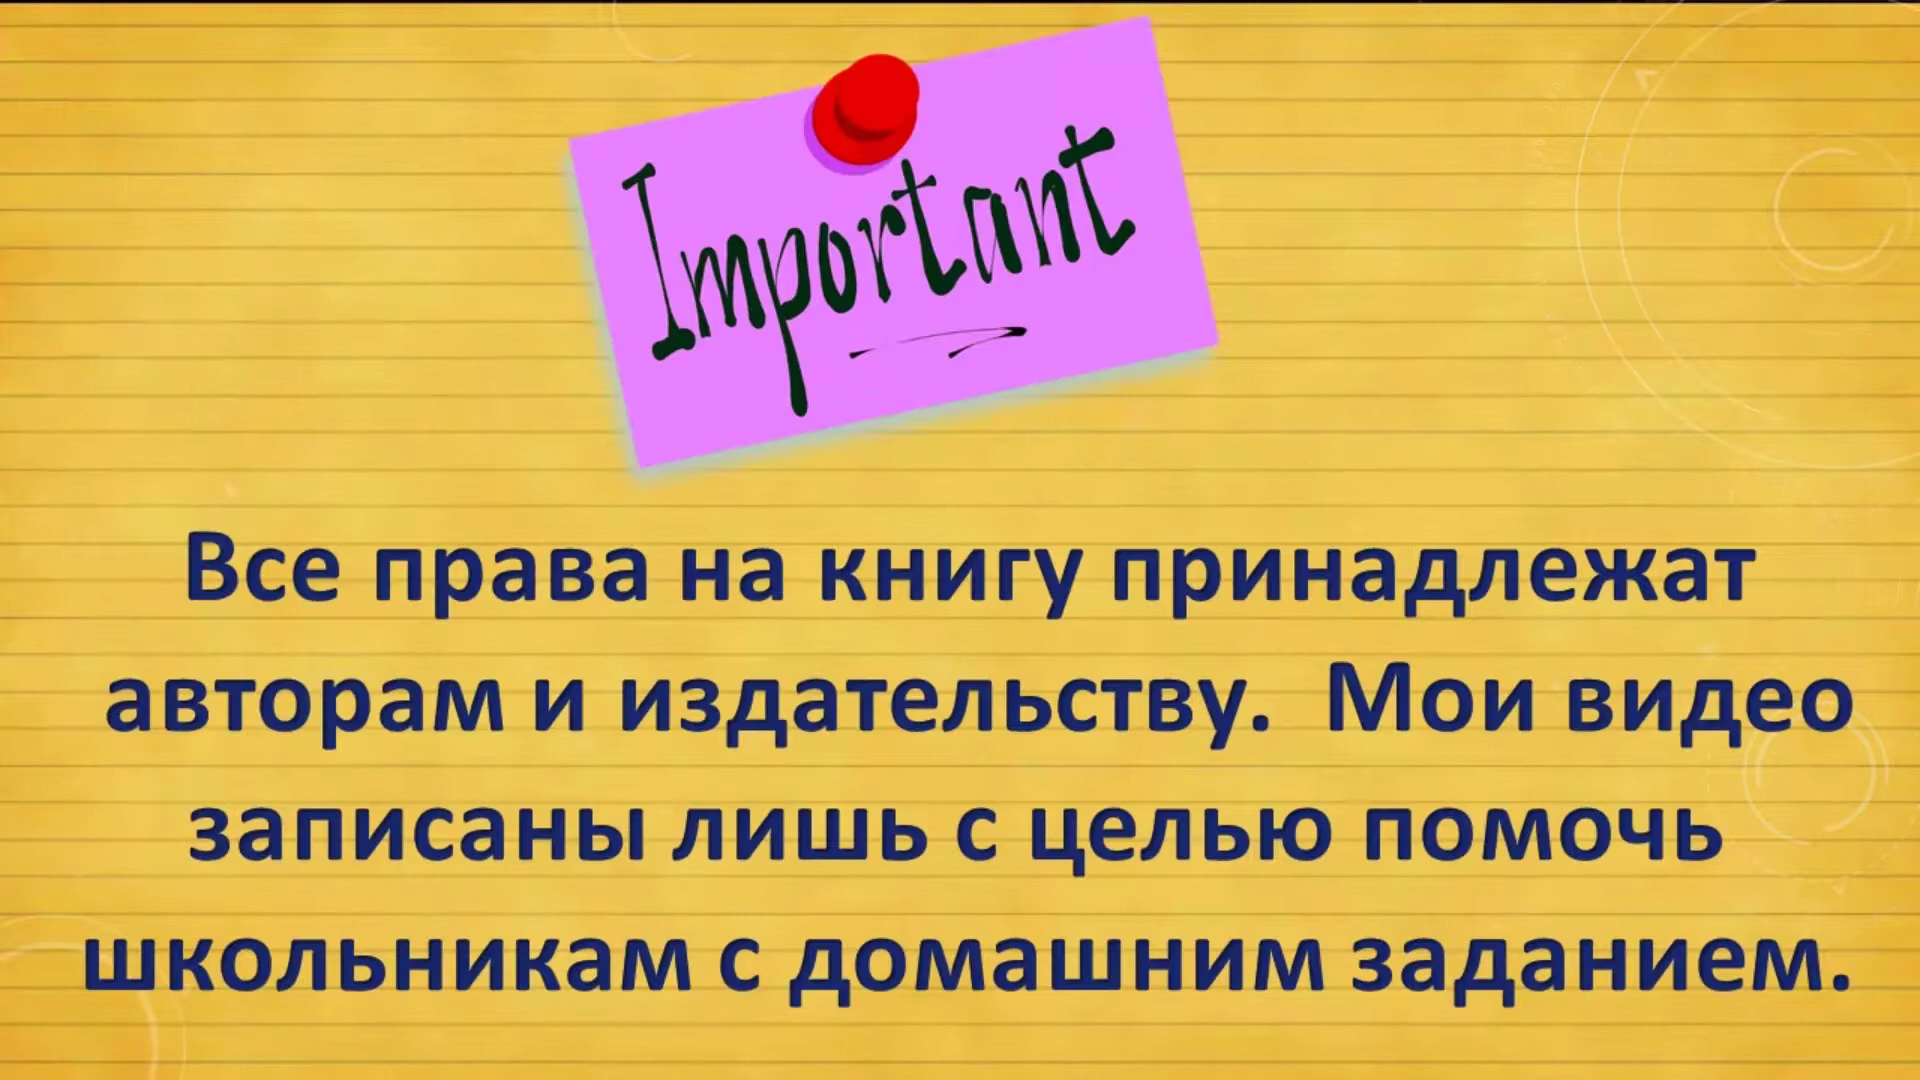 Important
Все права на книгу принадлежат
авторам и издательству. Мои видео
записаны лишь с целью помочь
школьникам с домашним заданием.